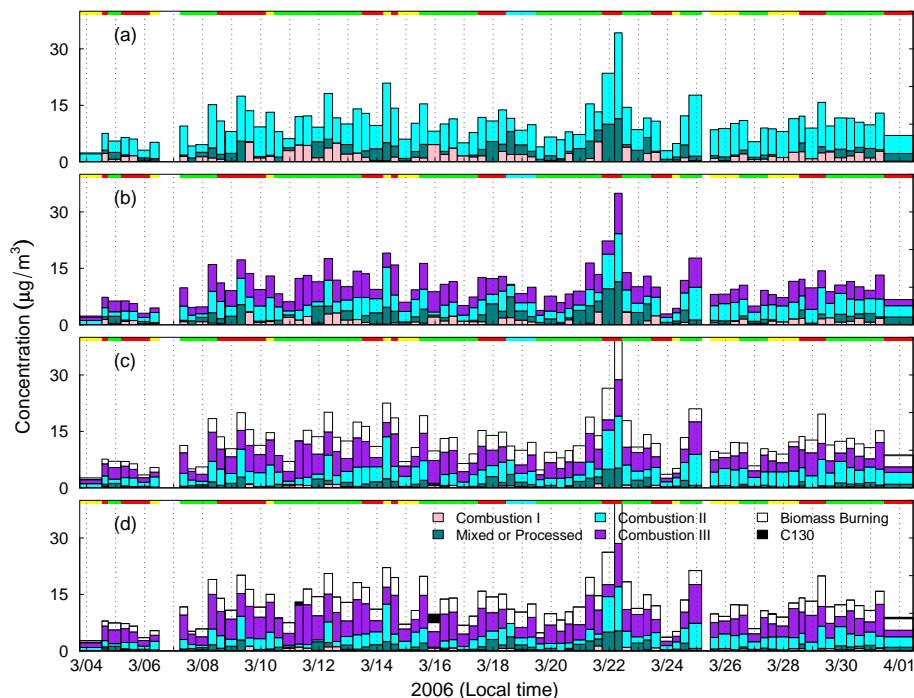 (a)
30
15
0
(b)
30
15
0
Concentration (μg/m³)
(c)
30
15
0
(d)
Combustion I
Combustion II
Biomass Burning
Mixed or Processed
Combustion III
C130
30
15
0
3/04 3/06 3/08 3/10 3/12 3/14 3/16 3/18 3/20 3/22 3/24 3/26 3/28 3/30 4/01
2006 (Local time)